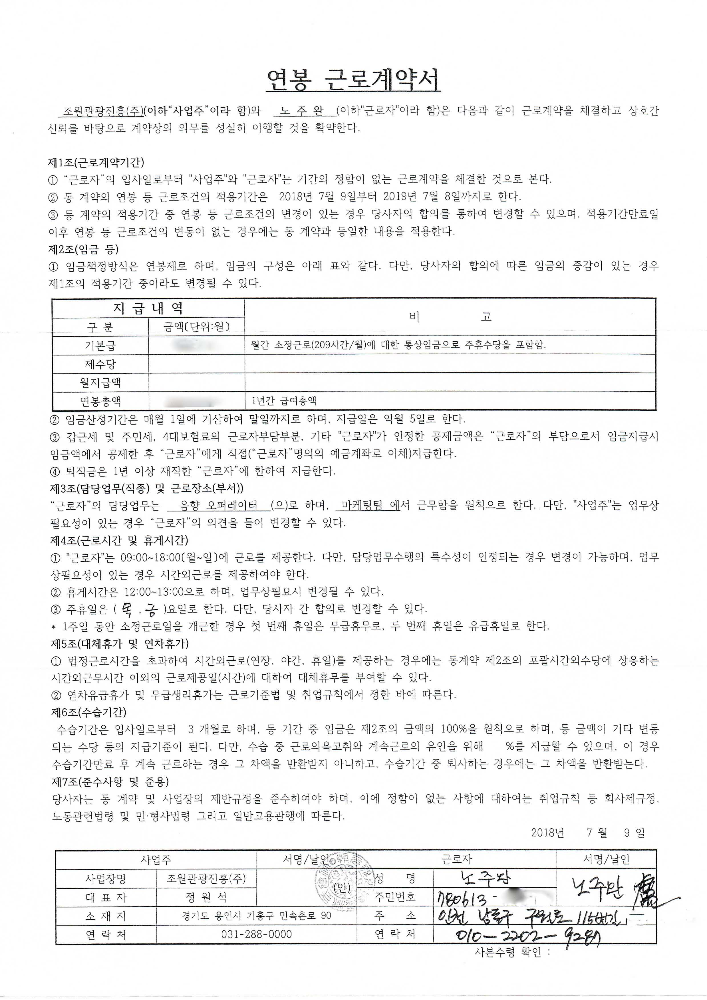 연봉 근로계약서
조원관광진흥(주)(이하“사업주”이라 함)와 노 주 완 (이하"근로자"이라 함)은 다음과 같이 근로계약을 체결하고 상호간
신뢰를 바탕으로 계약상의 의무를 성실히 이행할 것을 확약한다.
제1조(근로계약기간)
① “근로자”의 입사일로부터 "사업주"와 "근로자"는 기간의 정함이 없는 근로계약을 체결한 것으로 본다.
② 동 계약의 연봉 등 근로조건의 적용기간은 2018년 7월 9일부터 2019년 7월 8일까지로 한다.
③ 동 계약의 적용기간 중 연봉 등 근로조건의 변경이 있는 경우 당사자의 합의를 통하여 변경할 수 있으며, 적용기간만료일
이후 연봉 등 근로조건의 변동이 없는 경우에는 동 계약과 동일한 내용을 적용한다.
제2조(임금 등)
① 임금책정방식은 연봉제로 하며, 임금의 구성은 아래 표와 같다. 다만, 당사자의 합의에 따른 임금의 증감이 있는 경우
제1조의 적용기간 중이라도 변경될 수 있다.
지 급 내 역 비 고
구 분 금액(단위:원)
기본급 월간 소정근로(209시간/월)에 대한 통상임금으로 주휴수당을 포함함.
제수당
월지급액
연봉총액 1년간 급여총액
② 임금산정기간은 매월 1일에 기산하여 말일까지로 하며, 지급일은 익월 5일로 한다.
③ 갑근세 및 주민세, 4대보험료의 근로자부담부분, 기타 "근로자"가 인정한 공제금액은 “근로자”의 부담으로서 임금지급시
임금액에서 공제한 후 “근로자”에게 직접(“근로자”명의의 예금계좌로 이체)지급한다.
④ 퇴직금은 1년 이상 재직한 “근로자”에 한하여 지급한다.
제3조(담당업무(직종) 및 근로장소(부서))
“근로자”의 담당업무는 음향 오퍼레이터 (으)로 하며, 마케팅팀 에서 근무함을 원칙으로 한다. 다만, "사업주"는 업무상
필요성이 있는 경우 “근로자”의 의견을 들어 변경할 수 있다.
제4조(근로시간 및 휴게시간)
① "근로자"는 09:00~18:00(월~일)에 근로를 제공한다. 다만, 담당업무수행의 특수성이 인정되는 경우 변경이 가능하며, 업무
상필요성이 있는 경우 시간외근로를 제공하여야 한다.
② 휴게시간은 12:00~13:00으로 하며, 업무상필요시 변경될 수 있다.
③ 주휴일은 ( 목 , 금 )요일로 한다. 다만, 당사자 간 합의로 변경할 수 있다.
* 1주일 동안 소정근로일을 개근한 경우 첫 번째 휴일은 무급휴무로, 두 번째 휴일은 유급휴일로 한다.
제5조(대체휴가 및 연차휴가)
① 법정근로시간을 초과하여 시간외근로(연장, 야간, 휴일)를 제공하는 경우에는 동계약 제2조의 포괄시간외수당에 상응하는
시간외근무시간 이외의 근로제공일(시간)에 대하여 대체휴무를 부여할 수 있다.
② 연차유급휴가 및 무급생리휴가는 근로기준법 및 취업규칙에서 정한 바에 따른다.
제6조(수습기간)
수습기간은 입사일로부터 3 개월로 하며, 동 기간 중 임금은 제2조의 금액의 100%을 원칙으로 하며, 동 금액이 기타 변동
되는 수당 등의 지급기준이 된다. 다만, 수습 중 근로의욕고취와 계속근로의 유인을 위해 %를 지급할 수 있으며, 이 경우
수습기간만료 후 계속 근로하는 경우 그 차액을 반환받지 아니하고, 수습기간 중 퇴사하는 경우에는 그 차액을 반환받는다.
제7조(준수사항 및 준용)
당사자는 동 계약 및 사업장의 제반규정을 준수하여야 하며, 이에 정함이 없는 사항에 대하여는 취업규칙 등 회사제규정,
노동관련법령 및 민·형사법령 그리고 일반고용관행에 따른다.
2018년 7 월 9 일
사업주 서명/날인 근로자 서명/날인
사업장명 조원관광진흥(주) (인) 성 명 노주완 노주완
대 표 자 정 원 석 주민번호 780613-
소 재 지 경기도 용인시 기흥구 민속촌로 90 주 소 인천 남동구 구월로 115번길
연 락 처 031-288-0000 연 락 처 010-2202-9287
사본수령 확인 :